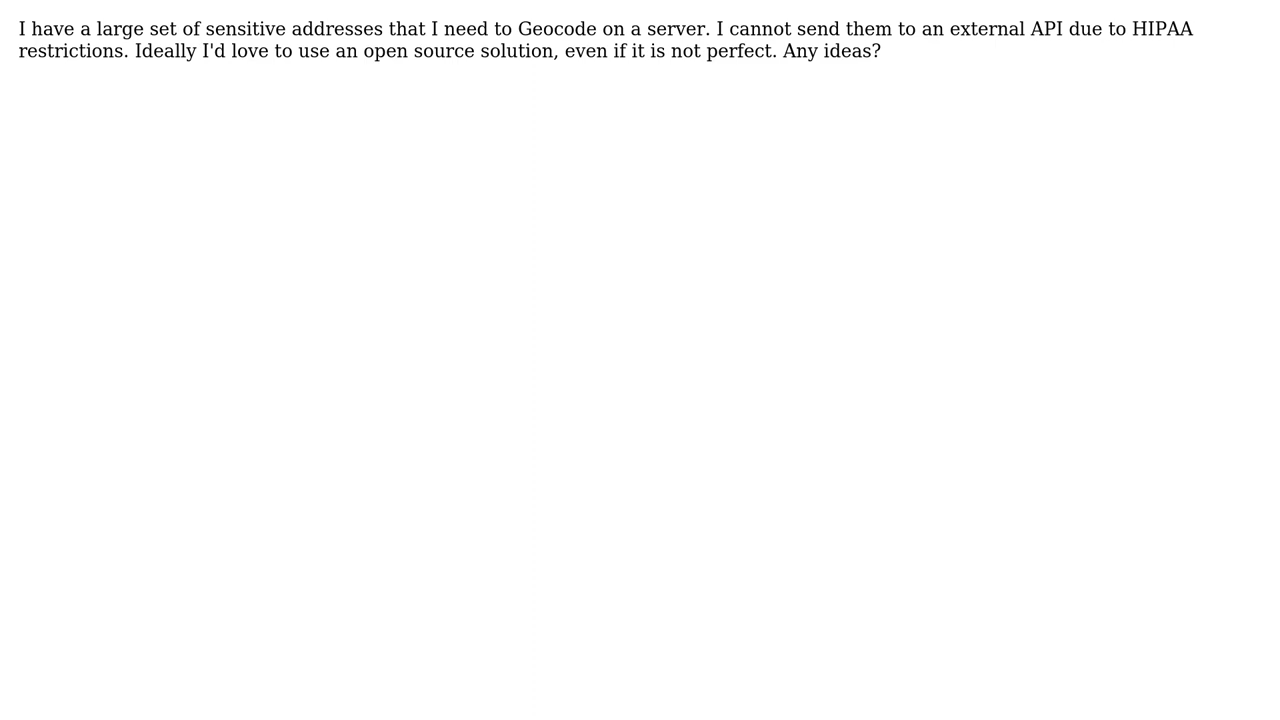 I have a large set of sensitive addresses that I need to Geocode on a server. I cannot send them to an external API due to HIPAA
restrictions. Ideally I'd love to use an open source solution, even if it is not perfect. Any ideas?